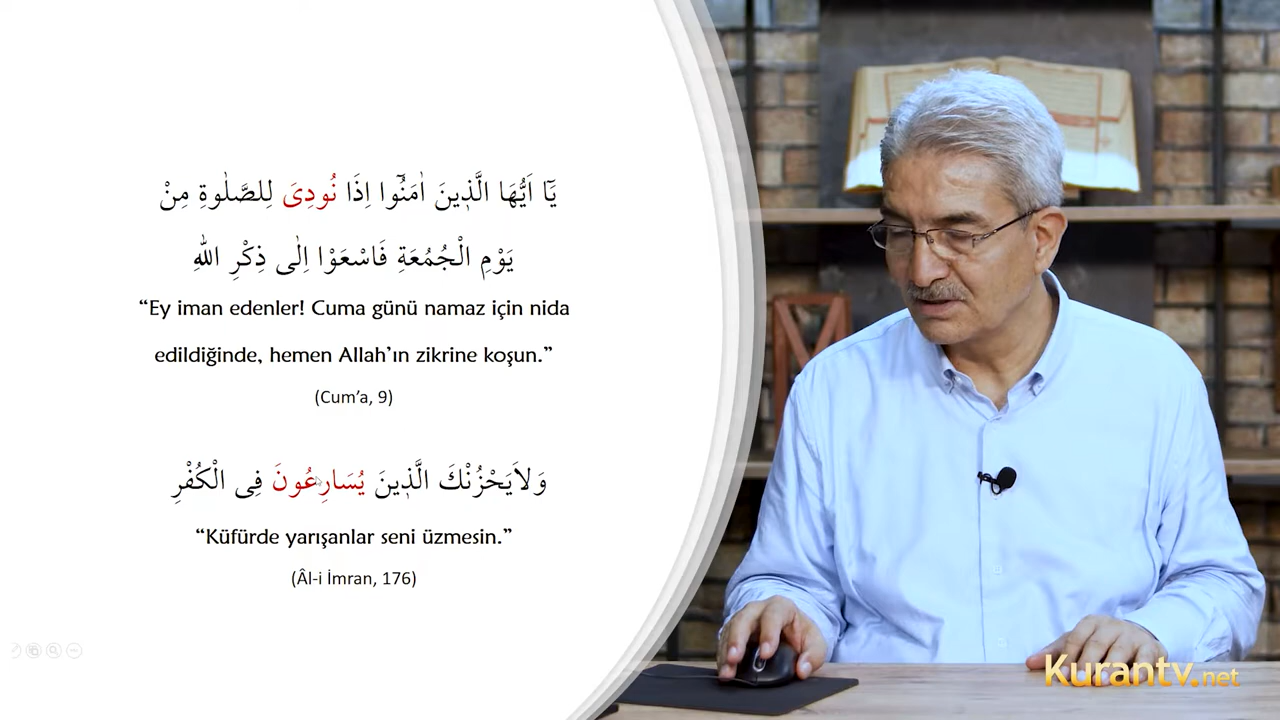 يَٓا اَيُّهَا الَّذ۪ينَ اٰمَنُٓوا اِذَا نُودِىَ لِلصَّلٰوةِ مِنْ
يَوْمِ الْجُمُعَةِ فَاسْعَوْا اِلٰى ذِكْرِ اللّٰهِ
“Ey iman edenler! Cuma günü namaz için nida
edildiğinde, hemen Allah’ın zikrine koşun.”
(Cum’a, 9)
وَلاَيَحْزُنْكَ الَّذ۪ينَ يُسَارِعُونَ فِى الْكُفْرِ
“Küfürde yarışanlar seni üzmesin.”
(Âl-i İmran, 176)
Kurantv.net